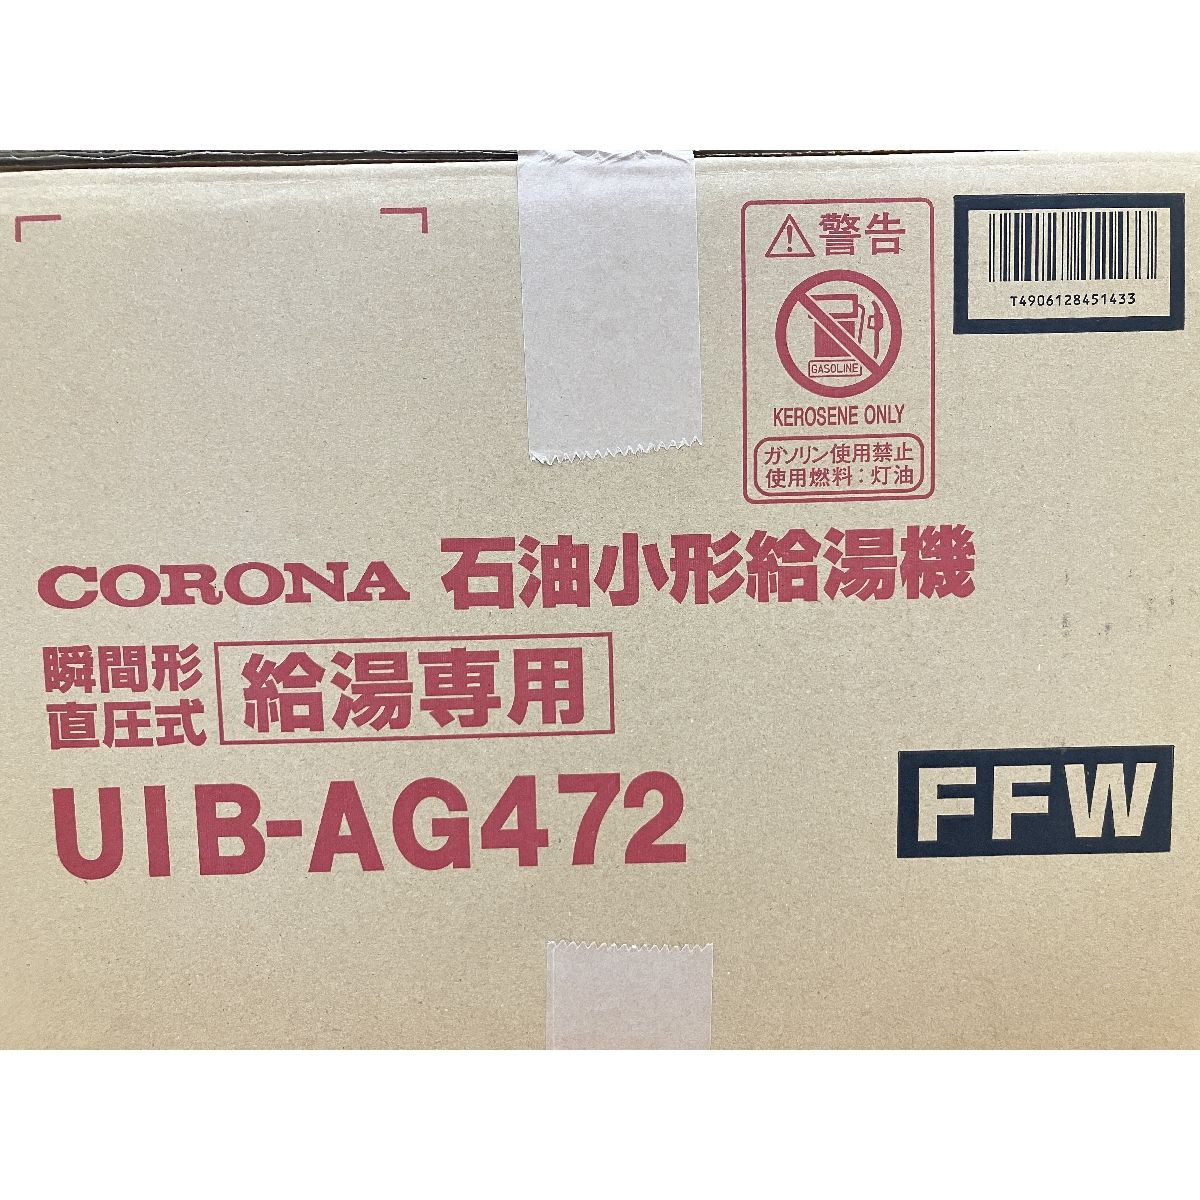 警告
T4906128451433
GASOLINE
KEROSENE ONLY
ガソリン使用禁止
使用燃料：灯油
CORONA 石油小形給湯機
瞬間形
直圧式
給湯専用
UIB-AG472
FFW